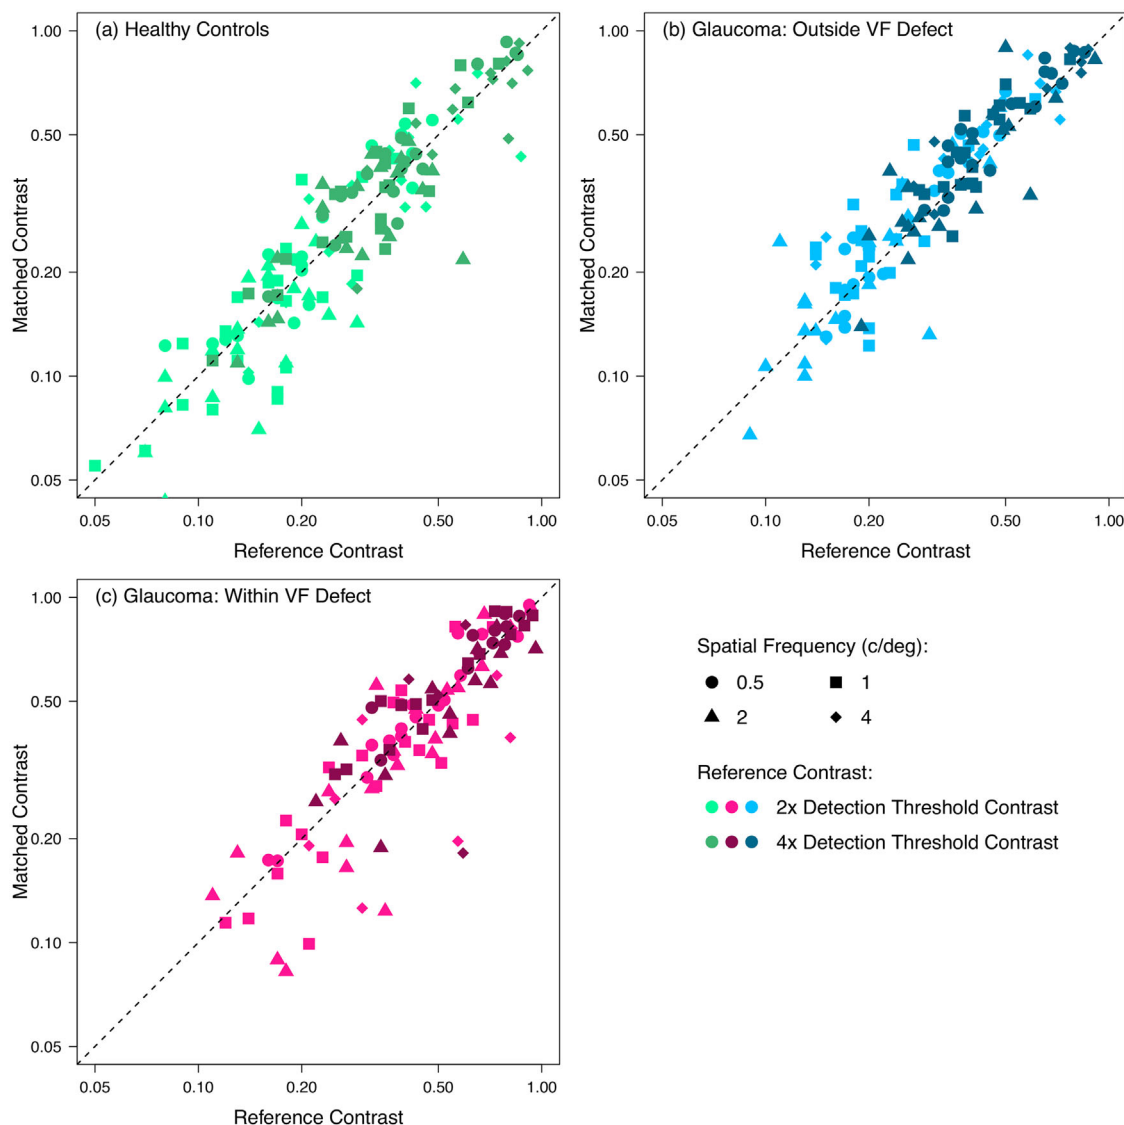 (a) Healthy Controls
1.00
0.50
0.20
0.10
0.05
Matched Contrast
0.05 0.10 0.20 0.50 1.00
Reference Contrast
(b) Glaucoma: Outside VF Defect
1.00
0.50
0.20
0.10
0.05
Matched Contrast
0.05 0.10 0.20 0.50 1.00
Reference Contrast
(c) Glaucoma: Within VF Defect
1.00
0.50
0.20
0.10
0.05
Matched Contrast
0.05 0.10 0.20 0.50 1.00
Reference Contrast
Spatial Frequency (c/deg):
0.5 1
2 4
Reference Contrast:
2x Detection Threshold Contrast
4x Detection Threshold Contrast